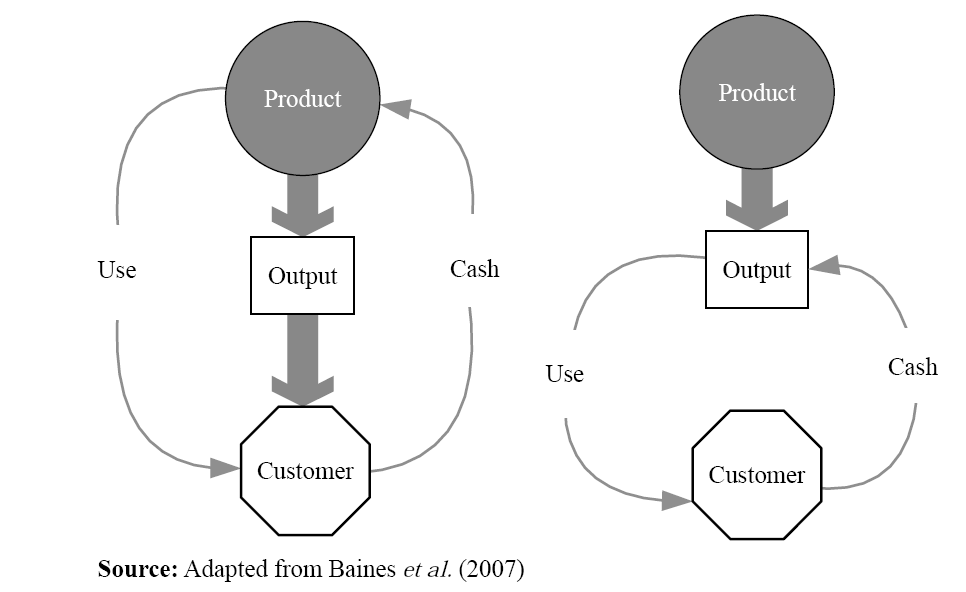 Product
Use
Output
Cash
Customer
Product
Output
Use
Cash
Customer
Source: Adapted from Baines et al. (2007)